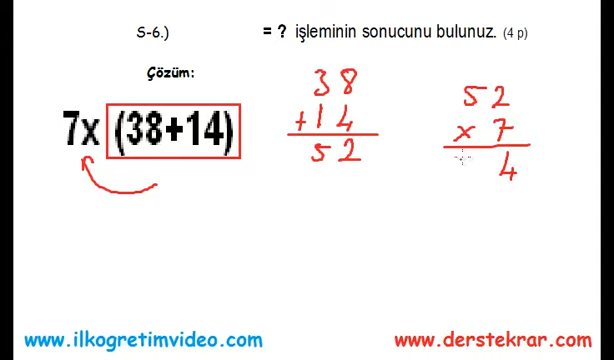 S-6.) = ? işleminin sonucunu bulunuz. (4 p)
Çözüm:
7x (38+14)
38
+14
52
52
x 7
4
www.ilkogretimvideo.com
www.derstekrar.com